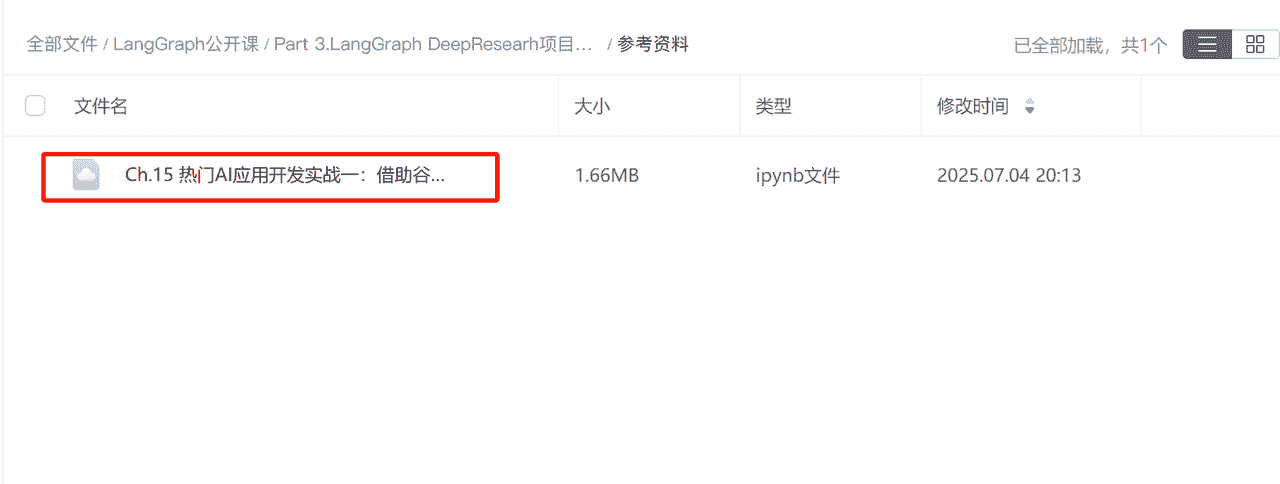 全部文件 / LangGraph公开课 / Part 3.LangGraph DeepResearh项目... / 参考资料 已全部加载，共1个
文件名 大小 类型 修改时间
Ch.15 热门AI应用开发实战一：借助谷... 1.66MB ipynb文件 2025.07.04 20:13